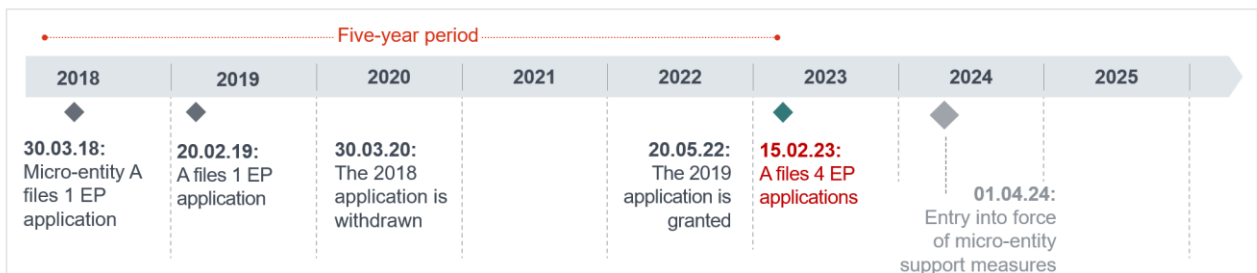 Five-year period
2018
2019
2020
2021
2022
2023
2024
2025
30.03.18:
Micro-entity A
files 1 EP
application
20.02.19:
A files 1 EP
application
30.03.20:
The 2018
application is
withdrawn
20.05.22:
The 2019
application is
granted
15.02.23:
A files 4 EP
applications
01.04.24:
Entry into force
of micro-entity
support measures